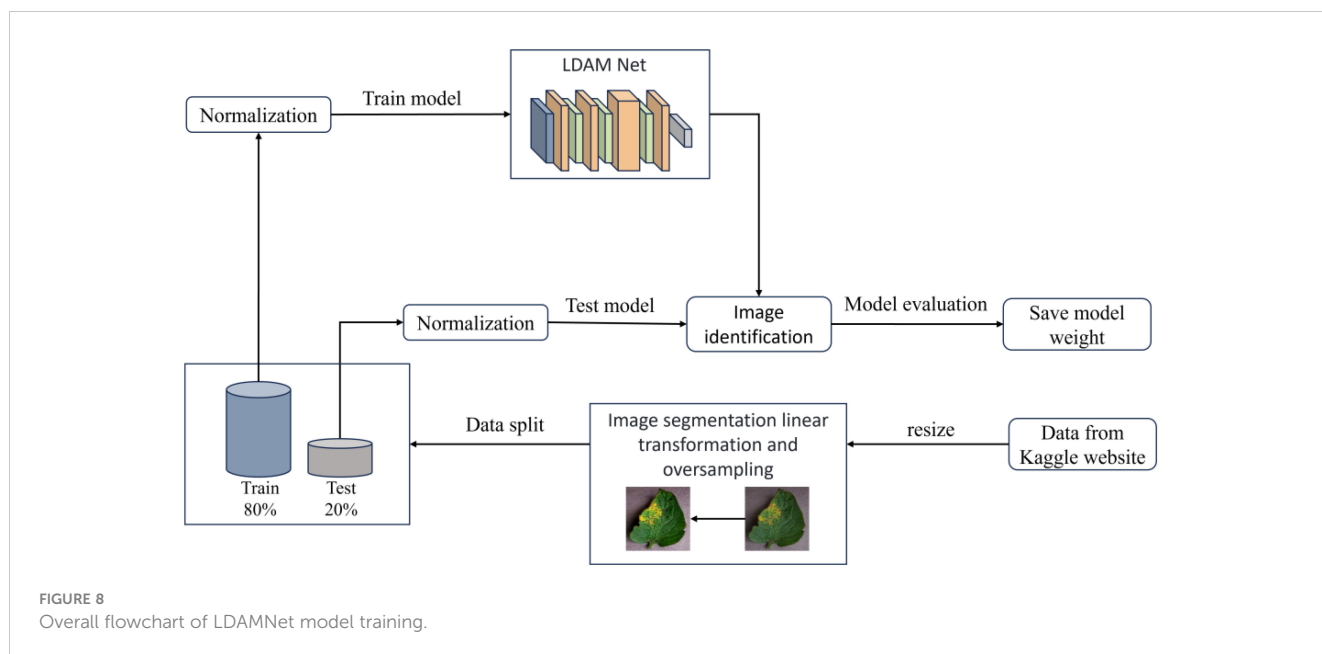 LDAM Net
Normalization
Train model
Normalization
Test model
Image
identification
Model evaluation
Save model
weight
Train
80%
Test
20%
Data split
Image segmentation linear
transformation and
oversampling
resize
Data from
Kaggle website
FIGURE 8
Overall flowchart of LDAMNet model training.